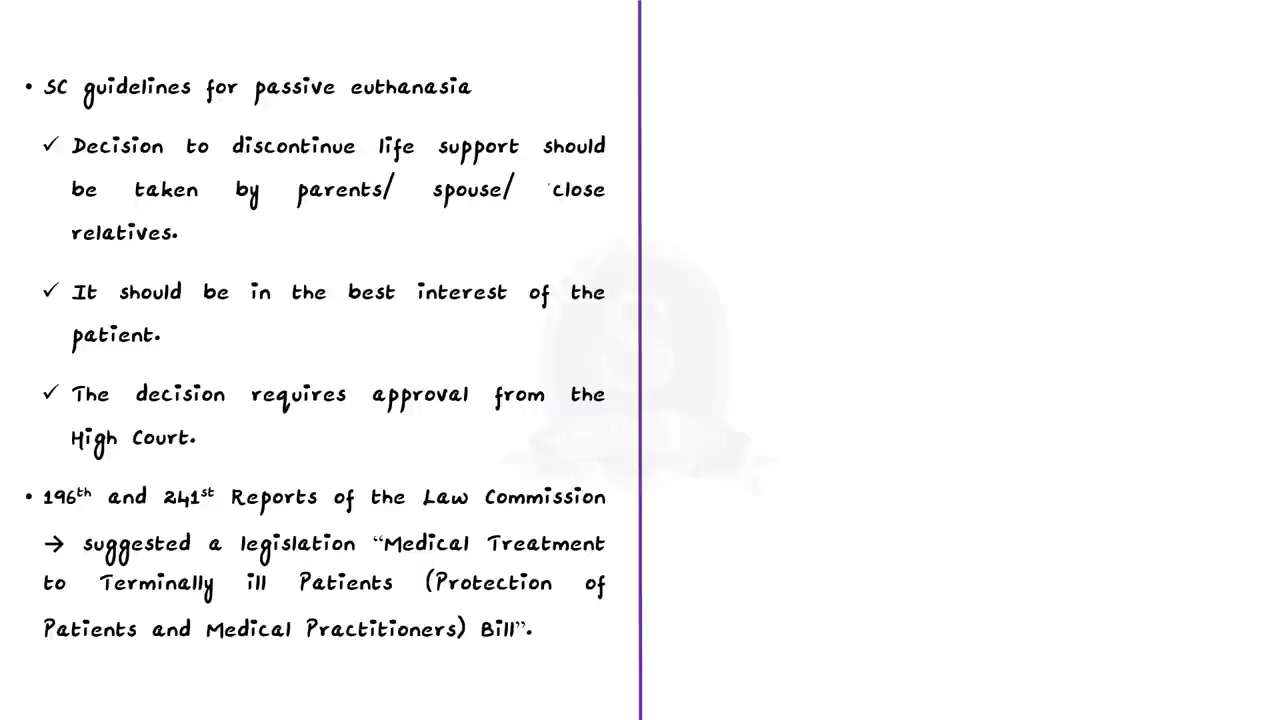 • SC guidelines for passive euthanasia
✓ Decision to discontinue life support should
be taken by parents/ spouse/ close
relatives.
✓ It should be in the best interest of the
patient.
✓ The decision requires approval from the
High Court.
• 196th and 241st Reports of the Law Commission
→ suggested a legislation “Medical Treatment
to Terminally ill Patients (Protection of
Patients and Medical Practitioners) Bill”.